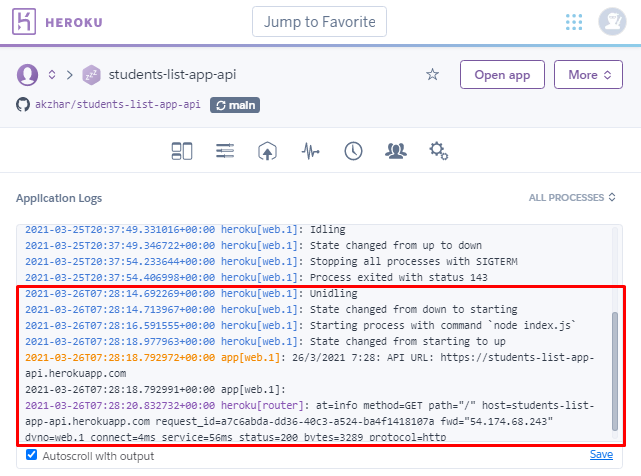 HEROKU
Jump to Favorite
students-list-app-api
Open app
More
akzhar/students-list-app-api
main
Application Logs
ALL PROCESSES
2021-03-25T20:37:49.331016+00:00 heroku[web.1]: Idling
2021-03-25T20:37:49.346722+00:00 heroku[web.1]: State changed from up to down
2021-03-25T20:37:54.233644+00:00 heroku[web.1]: Stopping all processes with SIGTERM
2021-03-25T20:37:54.406998+00:00 heroku[web.1]: Process exited with status 143
2021-03-26T07:28:14.692269+00:00 heroku[web.1]: Unidling
2021-03-26T07:28:14.713967+00:00 heroku[web.1]: State changed from down to starting
2021-03-26T07:28:16.591555+00:00 heroku[web.1]: Starting process with command `node index.js`
2021-03-26T07:28:18.977963+00:00 heroku[web.1]: State changed from starting to up
2021-03-26T07:28:18.792972+00:00 app[web.1]: 26/3/2021 7:28: API URL: https://students-list-app-
api.herokuapp.com
2021-03-26T07:28:18.792991+00:00 app[web.1]:
2021-03-26T07:28:20.832732+00:00 heroku[router]: at=info method=GET path="/" host=students-list-
app-api.herokuapp.com request_id=a7c6abda-dd36-40c3-a524-ba4f1418107a fwd="54.174.68.243"
dyno=web.1 connect=4ms service=56ms status=200 bytes=3289 protocol=http
Autoscroll with output
Save